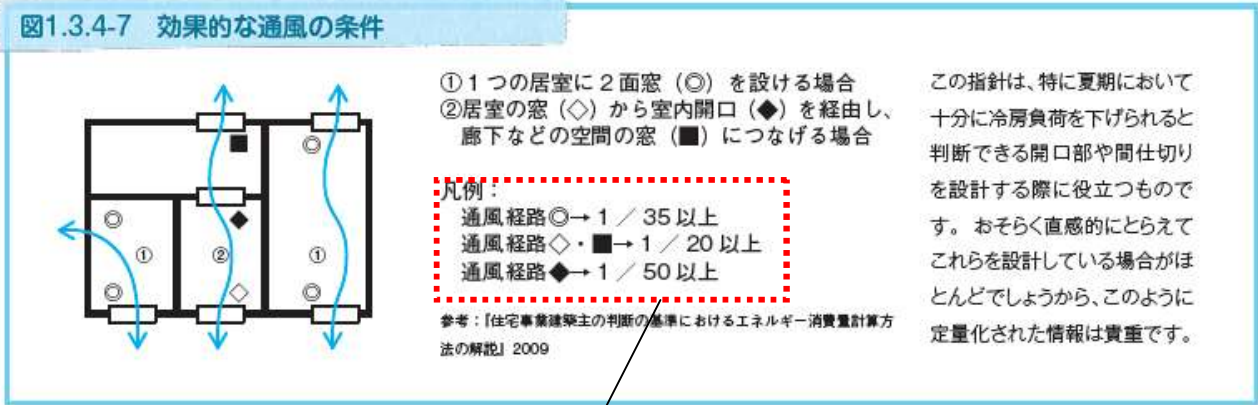 図1.3.4-7 効果的な通風の条件
①1つの居室に2面窓(◎)を設ける場合
②居室の窓(◇)から室内開口(◆)を経由し、
廊下などの空間の窓(■)につなげる場合
凡例:
通風経路◎→1/35以上
通風経路◇・■→1/20以上
通風経路◆→1/50以上
参考:『住宅事業建築主の判断の基準におけるエネルギー消費量計算方
法の解説』2009
この指針は、特に夏期において
十分に冷房負荷を下げられると
判断できる開口部や間仕切り
を設計する際に役立つもので
す。おそらく直感的にとらえて
これらを設計している場合がほ
とんどでしょうから、このように
定量化された情報は貴重です。
■
◎
◎
◆
①
②
①
◎
◇
◎